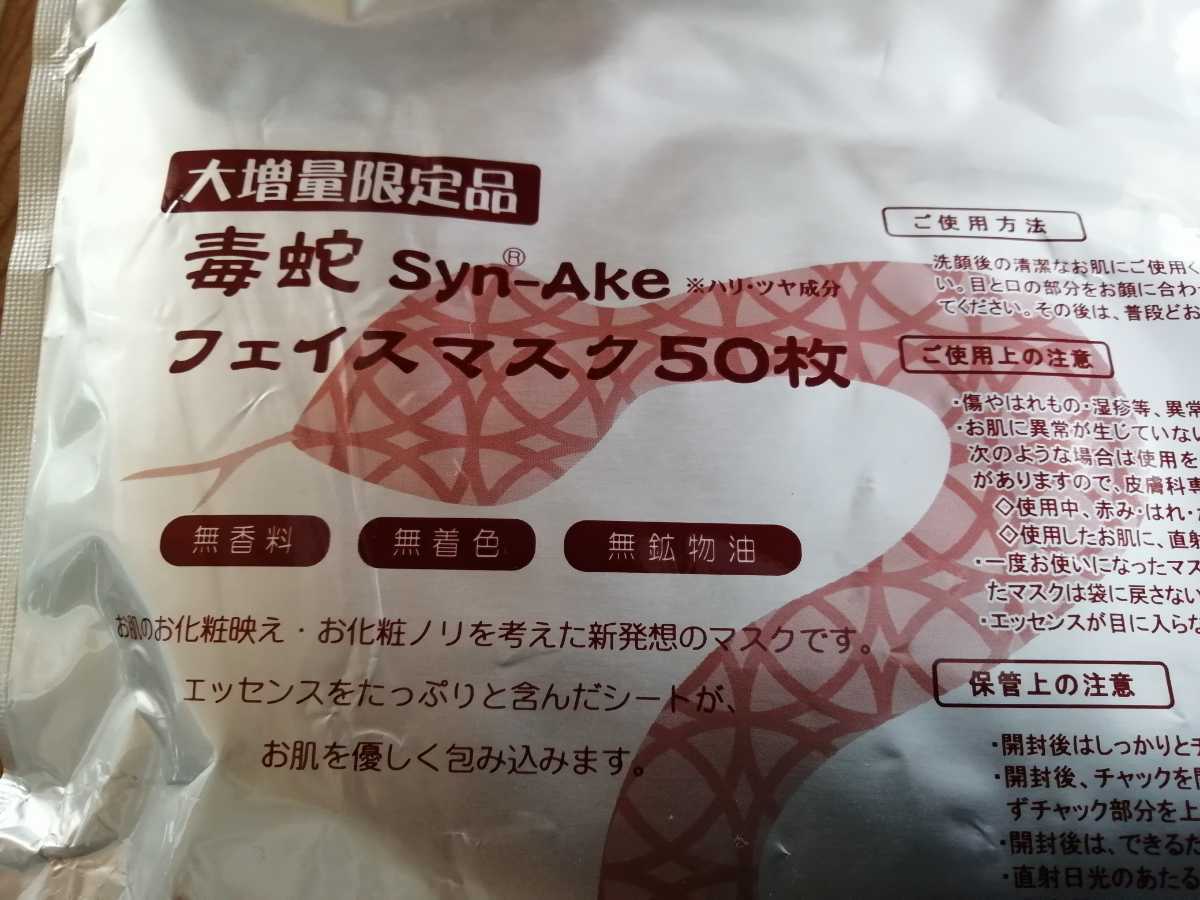 大増量限定品
毒蛇 Syn®-Ake ※ハリ・ツヤ成分
フェイスマスク50枚
無香料 無着色 無鉱物油
お肌のお化粧映え・お化粧ノリを考えた新発想のマスクです。
エッセンスをたっぷりと含んだシートが、
お肌を優しく包み込みます。
ご使用方法
洗顔後の清潔なお肌にご使用く
い。目と口の部分をお顔に合わ
てください。その後は、普段どお
ご使用上の注意
・傷やはれもの・湿疹等、異常
・お肌に異常が生じていない
次のような場合は使用を
がありますので、皮膚科専
◇使用中、赤み・はれ・
◇使用したお肌に、直射
・一度お使いになったマス
たマスクは袋に戻さない
・エッセンスが目に入らな
保管上の注意
・開封後はしっかりとチ
・開封後、チャックを開
ずチャック部分を上
・開封後は、できるだ
・直射日光のあたる